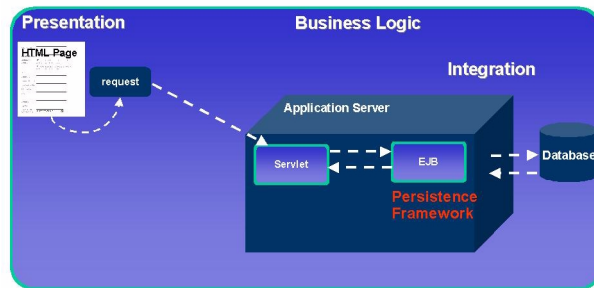 Presentation
Business Logic
HTML Page
request
Integration
Application Server
Servlet
EJB
Database
Persistence
Framework